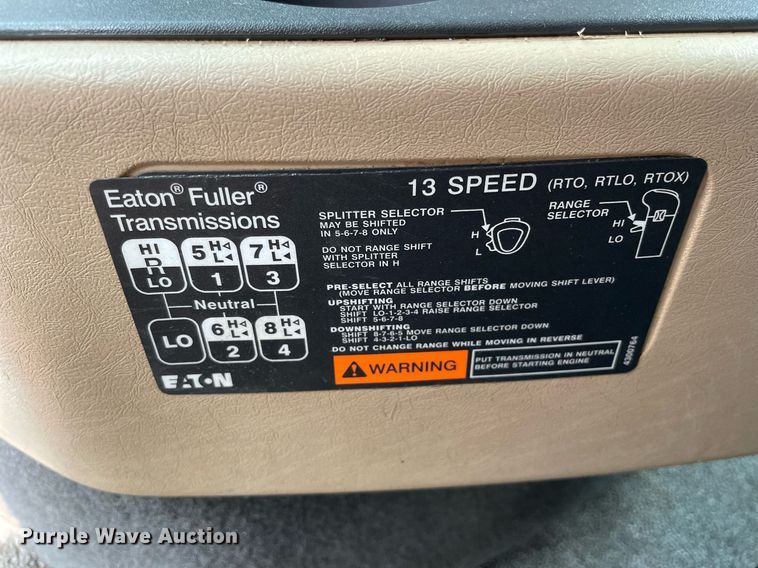 Eaton® Fuller®
Transmissions
13 SPEED (RTO, RTLO, RTOX)
HI
R
LO
5 H
L
1
7 H
L
3
Neutral
LO
6 H
L
2
8 H
L
4
EATON
SPLITTER SELECTOR
MAY BE SHIFTED
IN 5-6-7-8 ONLY
DO NOT RANGE SHIFT
WITH SPLITTER
SELECTOR IN H
H
L
RANGE
SELECTOR
HI
LO
PRE-SELECT ALL RANGE SHIFTS
(MOVE RANGE SELECTOR BEFORE MOVING SHIFT LEVER)
UPSHIFTING
START WITH RANGE SELECTOR DOWN
SHIFT LO-1-2-3-4 RAISE RANGE SELECTOR
SHIFT 5-6-7-8
DOWNSHIFTING
SHIFT 8-7-6-5 MOVE RANGE SELECTOR DOWN
SHIFT 4-3-2-1-LO
DO NOT CHANGE RANGE WHILE MOVING IN REVERSE
WARNING
PUT TRANSMISSION IN NEUTRAL
BEFORE STARTING ENGINE
4300764
Purple Wave Auction